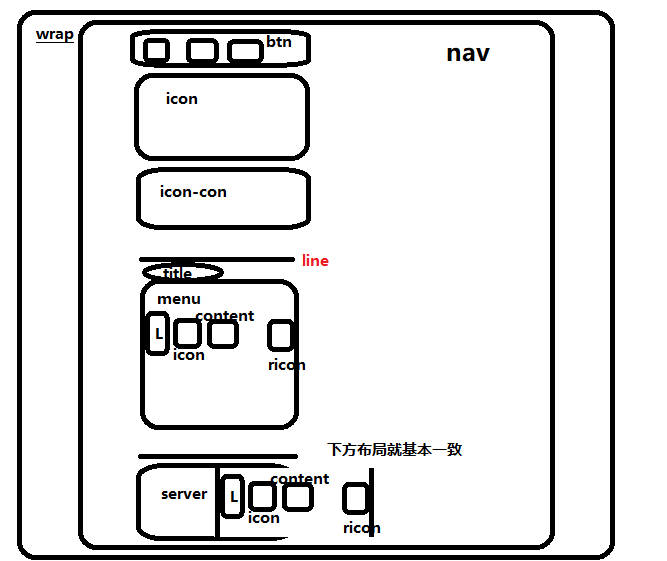 wrap
btn
nav
icon
icon-con
line
title
menu
content
L
icon
ricon
下方布局就基本一致
server
content
L
icon
ricon